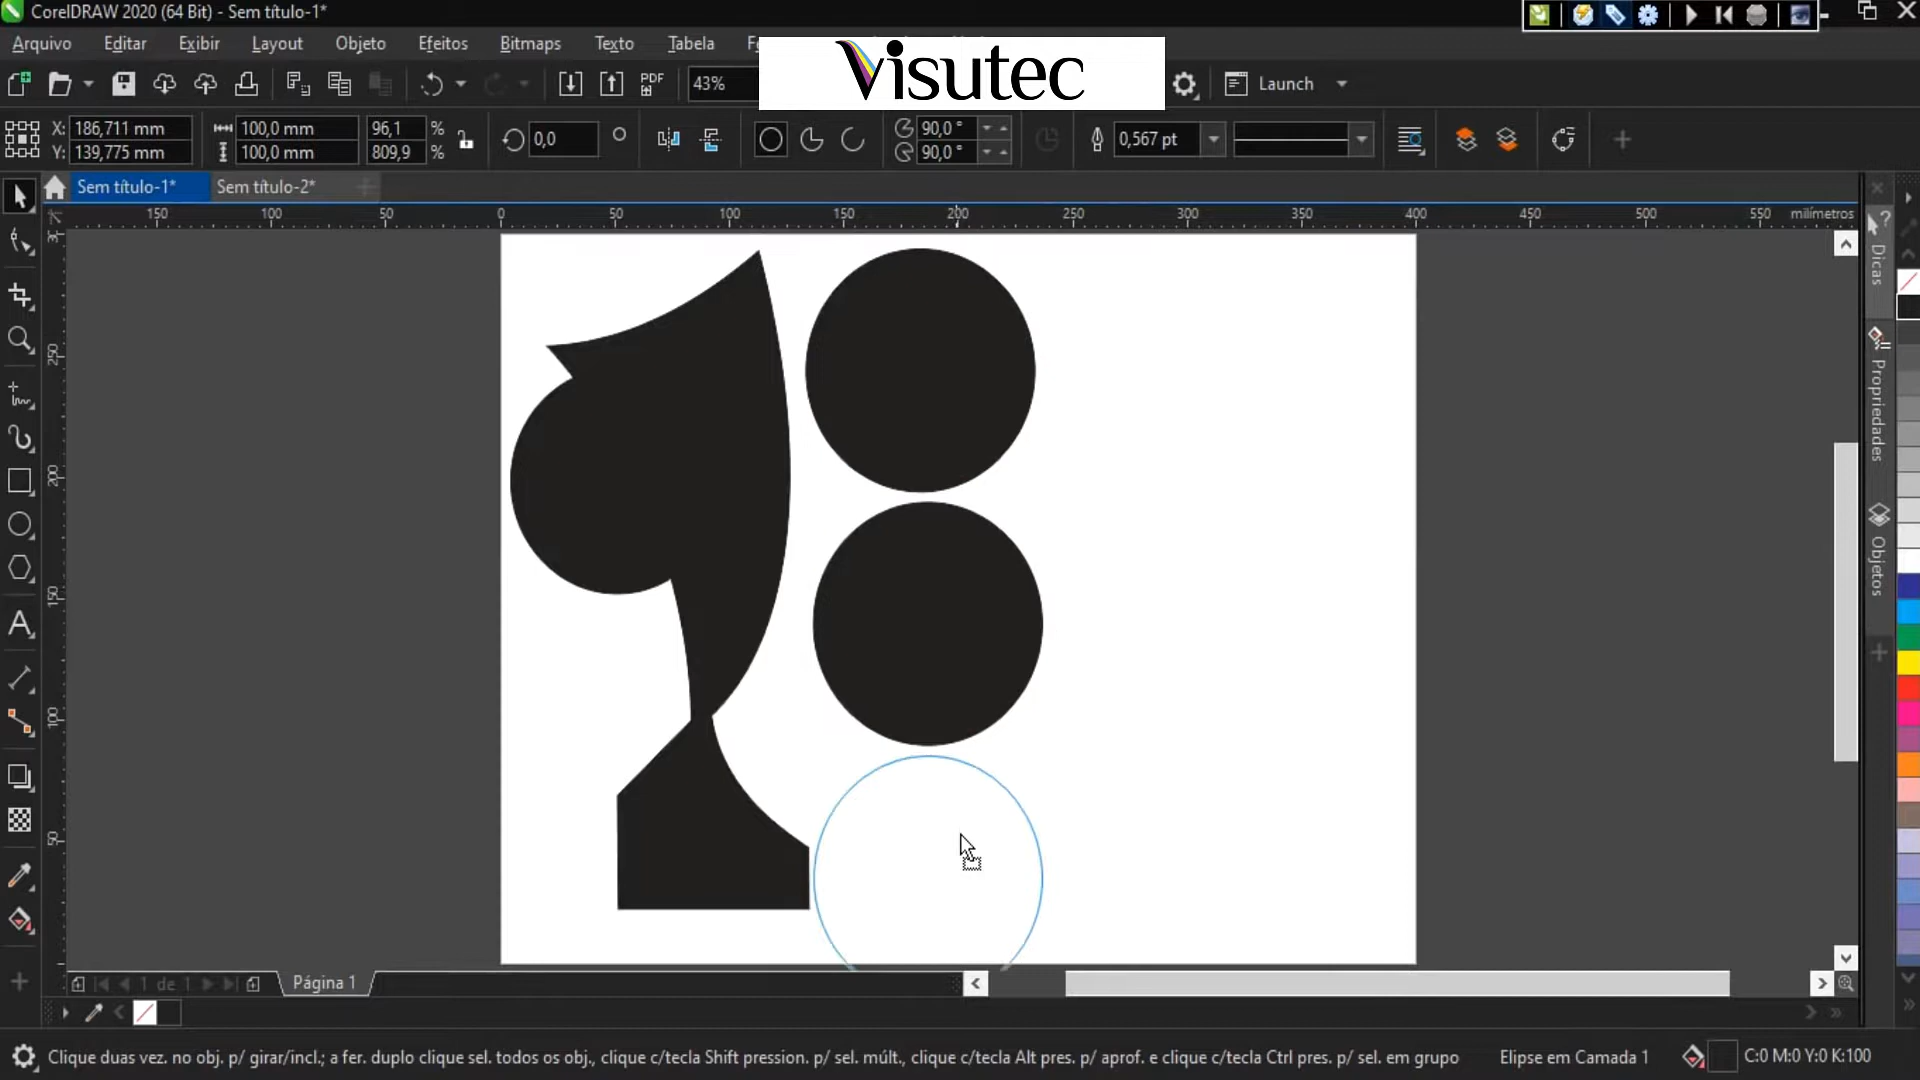 CorelDRAW 2020 (64 Bit) - Sem título-1*
Arquivo Editar Exibir Layout Objeto Efeitos Bitmaps Texto Tabela
Visutec
PDF 43% Launch
X: 186,711 mm 100,0 mm 96,1 % 0,0 90,0 ° 0,567 pt
Y: 139,775 mm 100,0 mm 809,9 % 90,0 °
Sem título-1* Sem título-2*
150 100 50 0 50 100 150 200 250 300 350 400 450 500 550 milímetros
250
200
150
100
50
Dicas
Propriedades
Objetos
1 de 1 Página 1
Clique duas vez. no obj. p/ girar/incl.; a fer. duplo clique sel. todos os obj., clique c/tecla Shift pression. p/ sel. múlt., clique c/tecla Alt pres. p/ aprof. e clique c/tecla Ctrl pres. p/ sel. em grupo Elipse em Camada 1 C:0 M:0 Y:0 K:100